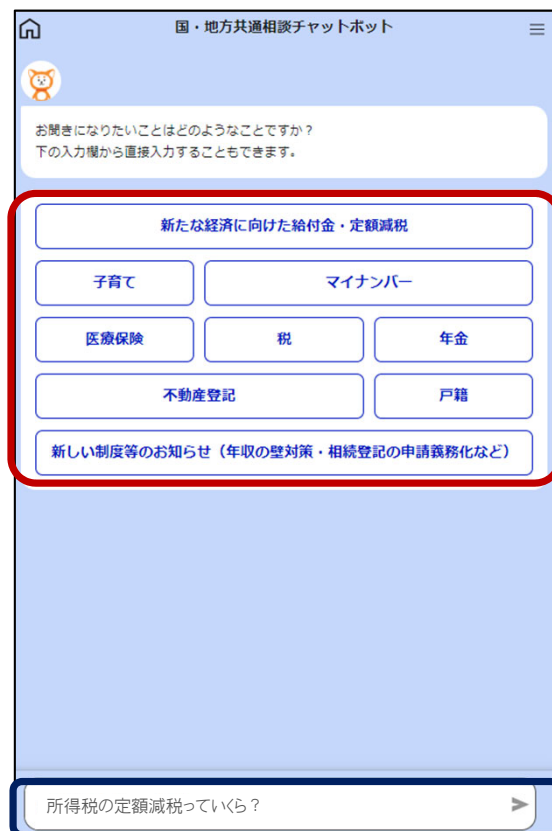 国・地方共通相談チャットボット
お聞きになりたいことはどのようなことですか？
下の入力欄から直接入力することもできます。
新たな経済に向けた給付金・定額減税
子育て
マイナンバー
医療保険
税
年金
不動産登記
戸籍
新しい制度等のお知らせ（年収の壁対策・相続登記の申請義務化など）
所得税の定額減税っていくら？